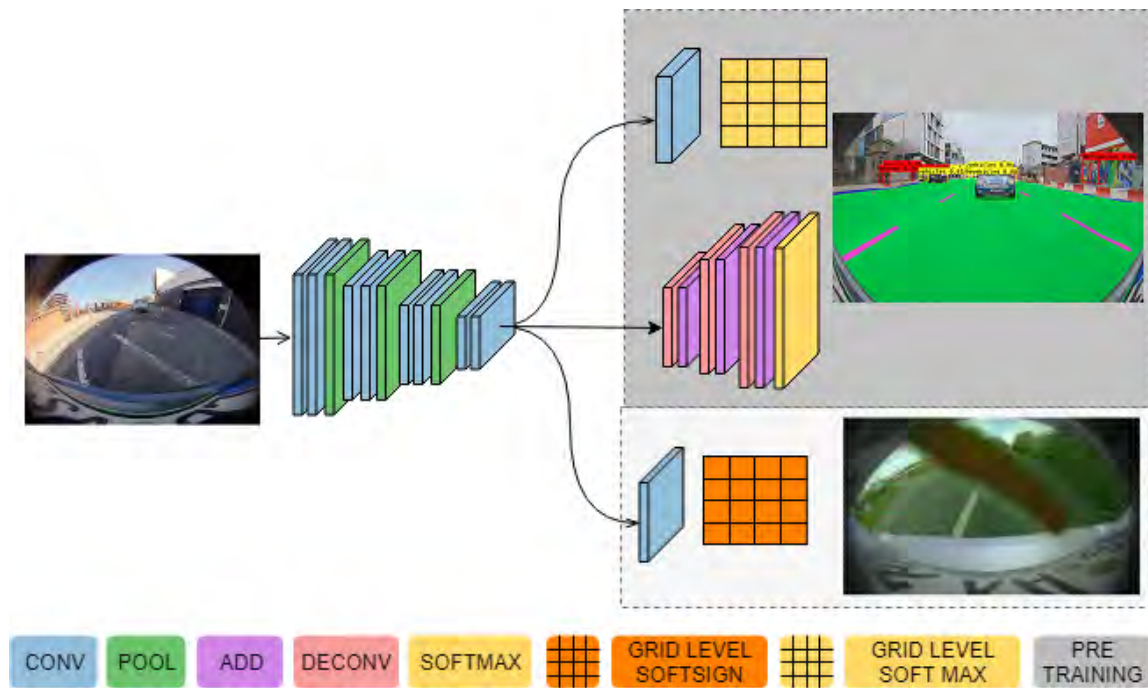 CONV
POOL
ADD
DECONV
SOFTMAX
GRID LEVEL
SOFTSIGN
GRID LEVEL
SOFT MAX
PRE
TRAINING